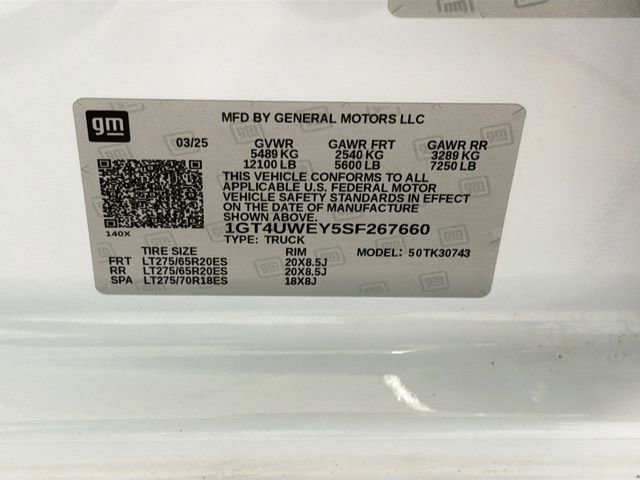 gm
MFD BY GENERAL MOTORS LLC
03/25 GVWR GAWR FRT GAWR RR
5489 KG 2540 KG 3289 KG
12100 LB 5600 LB 7250 LB
THIS VEHICLE CONFORMS TO ALL
APPLICABLE U.S. FEDERAL MOTOR
VEHICLE SAFETY STANDARDS IN EFFECT
ON THE DATE OF MANUFACTURE
SHOWN ABOVE.
140X 1GT4UWEY5SF267660
TYPE: TRUCK
TIRE SIZE RIM MODEL: 50TK30743
FRT LT275/65R20ES 20X8.5J
RR LT275/65R20ES 20X8.5J
SPA LT275/70R18ES 18X8J